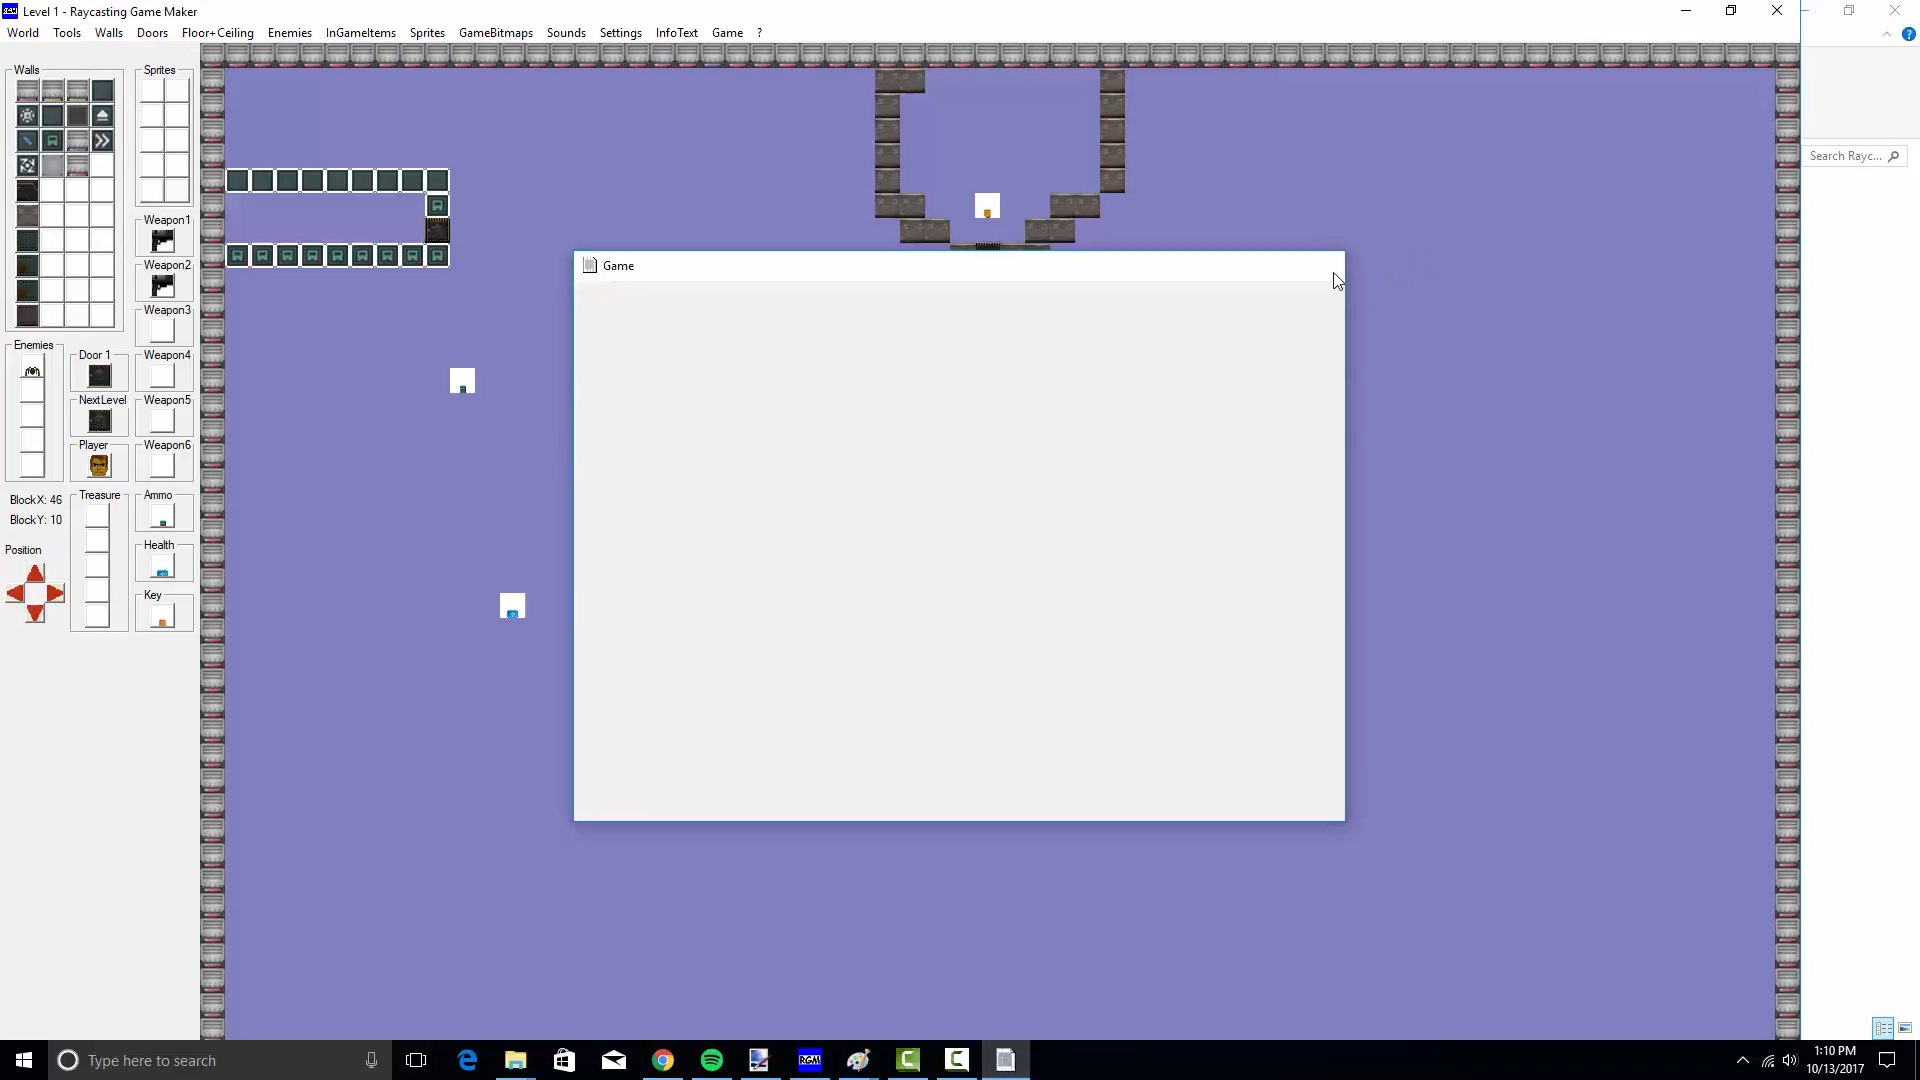 RGM Level 1 - Raycasting Game Maker
World Tools Walls Doors Floor+Ceiling Enemies InGameItems Sprites GameBitmaps Sounds Settings InfoText Game ?
Walls
Sprites
Weapon1
Weapon2
Weapon3
Enemies
Door 1
Weapon4
NextLevel
Weapon5
Player
Weapon6
BlockX: 46
BlockY: 10
Treasure
Ammo
Position
Health
Key
Game
Search Rayc...
?
Type here to search
RGM
1:10 PM
10/13/2017